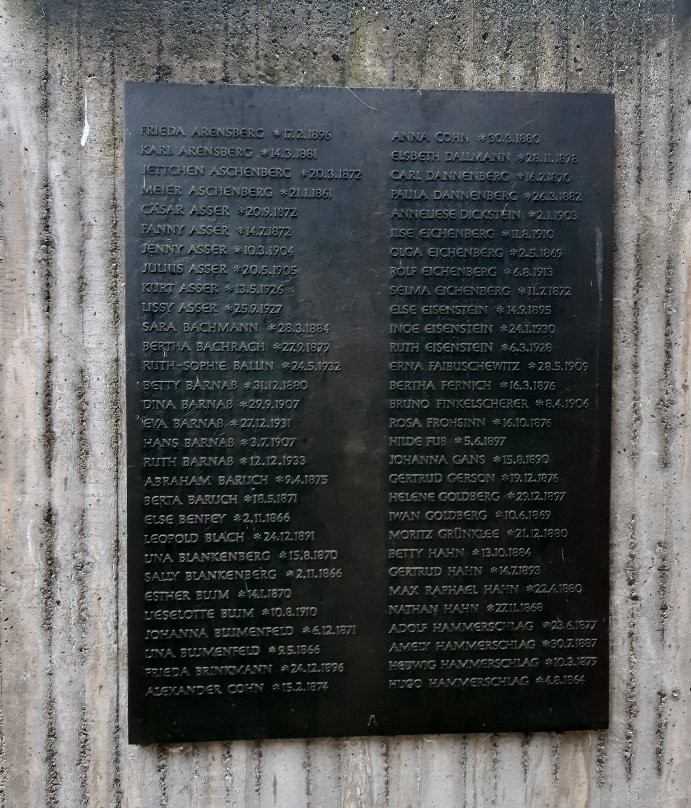 FRIEDA ARENSBERG *17.2.1896
KARL ARENSBERG *14.3.1881
JETTCHEN ASCHENBERG *20.3.1872
MEIER ASCHENBERG *21.1.1861
CÄSAR ASSER *20.9.1872
FANNY ASSER *14.7.1872
JENNY ASSER *10.3.1904
JULIUS ASSER *20.5.1905
KURT ASSER *13.5.1926
LISSY ASSER *25.9.1927
SARA BACHMANN *28.3.1884
BERTHA BACHRACH *27.9.1879
RUTH-SOPHIE BALLIN *24.5.1932
BETTY BARNAß *31.12.1880
DINA BARNAß *29.9.1907
EVA BARNAß *27.12.1931
HANS BARNAß *3.7.1907
RUTH BARNAß *12.12.1933
ABRAHAM BARUCH *9.4.1875
BERTA BARUCH *18.5.1871
ELSE BENFEY *2.11.1866
LEOPOLD BLACH *24.12.1891
LINA BLANKENBERG *15.8.1870
SALLY BLANKENBERG *2.11.1866
ESTHER BLUM *14.1.1870
LIESELOTTE BLUM *10.8.1910
JOHANNA BLUMENFELD *6.12.1871
LINA BLUMENFELD *9.5.1866
FRIEDA BRINKMANN *24.12.1896
ALEXANDER COHN *15.2.1874
ANNA COHN *30.8.1880
ELSBETH DALLMANN *28.11.1878
CARL DANNENBERG *16.7.1870
PAULA DANNENBERG *26.3.1882
ANNELIESE DICKSTEIN *2.1.1903
ILSE EICHENBERG *11.8.1910
OLGA EICHENBERG *2.5.1869
ROLF EICHENBERG *6.8.1913
SELMA EICHENBERG *11.7.1872
ELSE EISENSTEIN *14.9.1895
INGE EISENSTEIN *24.1.1930
RUTH EISENSTEIN *6.3.1928
ERNA FAIBUSCHEWITZ *28.5.1909
BERTHA FERNICH *16.3.1876
BRUNO FINKELSCHERER *8.4.1906
ROSA FROHSINN *16.10.1876
HILDE FUß *5.6.1897
JOHANNA GANS *15.8.1890
GERTRUD GERSON *19.12.1876
HELENE GOLDBERG *29.12.1897
IWAN GOLDBERG *10.6.1869
MORITZ GRÜNKLEE *21.12.1880
BETTY HAHN *13.10.1884
GERTRUD HAHN *14.7.1893
MAX RAPHAEL HAHN *22.4.1880
NATHAN HAHN *27.11.1868
ADOLF HAMMERSCHLAG *23.6.1877
AMELY HAMMERSCHLAG *30.7.1887
HEDWIG HAMMERSCHLAG *10.8.1879
HUGO HAMMERSCHLAG *4.8.1864